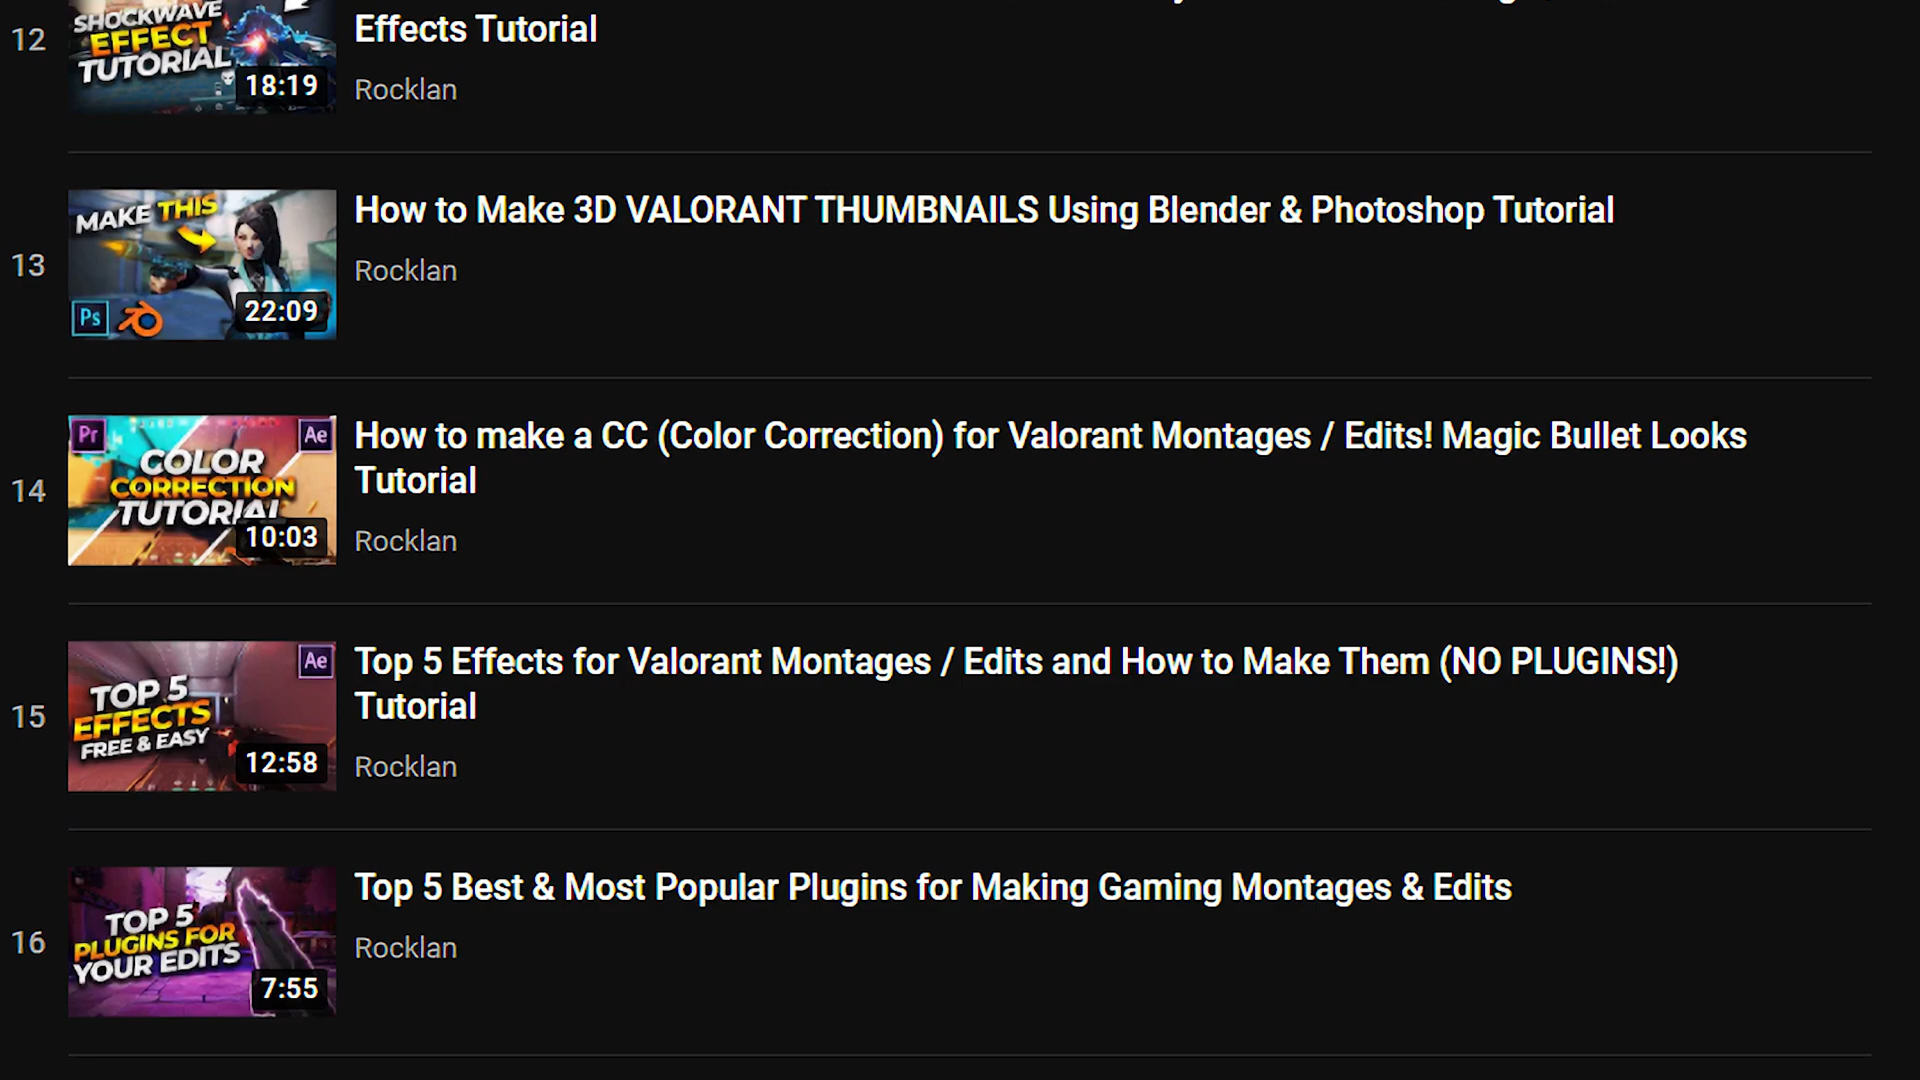 12
SHOCKWAVE
EFFECT
TUTORIAL
18:19
Effects Tutorial
Rocklan
13
MAKE THIS
Ps
22:09
How to Make 3D VALORANT THUMBNAILS Using Blender & Photoshop Tutorial
Rocklan
14
Pr
Ae
COLOR
CORRECTION
TUTORIAL
10:03
How to make a CC (Color Correction) for Valorant Montages / Edits! Magic Bullet Looks
Tutorial
Rocklan
15
Ae
TOP 5
EFFECTS
FREE & EASY
12:58
Top 5 Effects for Valorant Montages / Edits and How to Make Them (NO PLUGINS!)
Tutorial
Rocklan
16
TOP 5
PLUGINS FOR
YOUR EDITS
7:55
Top 5 Best & Most Popular Plugins for Making Gaming Montages & Edits
Rocklan